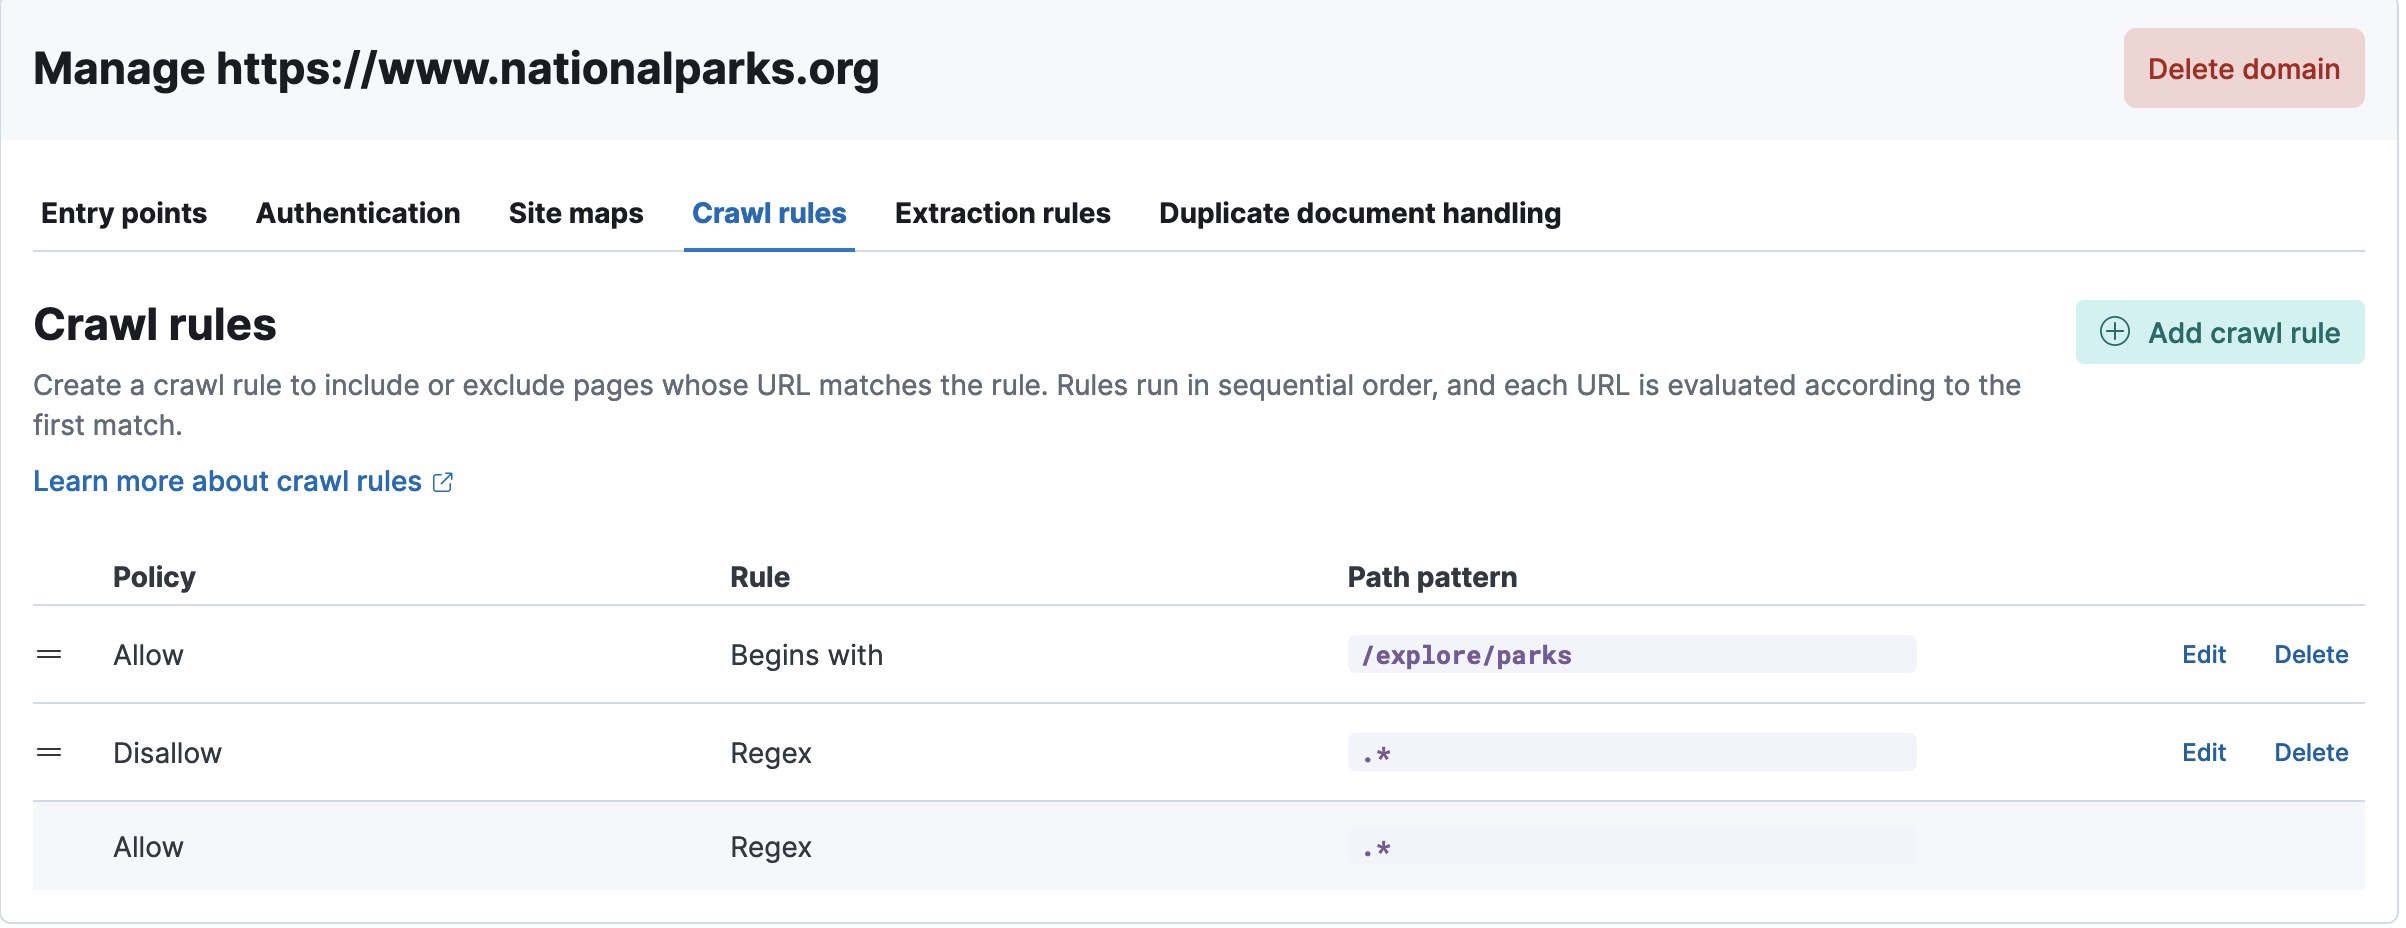 Manage https://www.nationalparks.org
Delete domain
Entry points Authentication Site maps Crawl rules Extraction rules Duplicate document handling
Crawl rules
Add crawl rule
Create a crawl rule to include or exclude pages whose URL matches the rule. Rules run in sequential order, and each URL is evaluated according to the
first match.
Learn more about crawl rules
Policy Rule Path pattern
Allow Begins with /explore/parks Edit Delete
Disallow Regex .* Edit Delete
Allow Regex .*